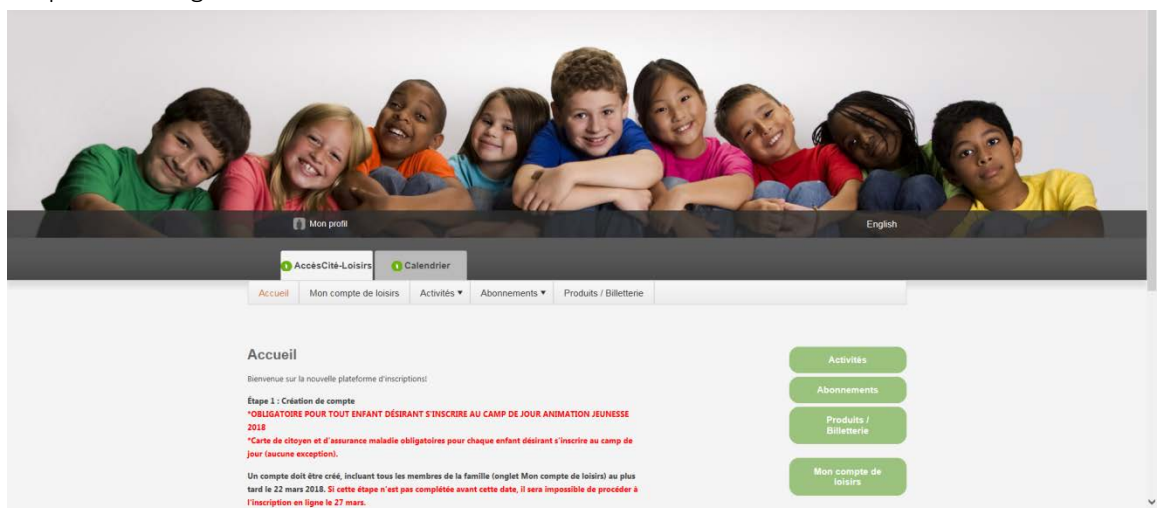 Mon profil
English
AccèsCité-Loisirs
Calendrier
Accueil
Mon compte de loisirs
Activités
Abonnements
Produits / Billetterie
Accueil
Bienvenue sur la nouvelle plateforme d'inscriptions!
Étape 1 : Création de compte
*OBLIGATOIRE POUR TOUT ENFANT DÉSIRANT S'INSCRIRE AU CAMP DE JOUR ANIMATION JEUNESSE
2018
*Carte de citoyen et d'assurance maladie obligatoires pour chaque enfant désirant s'inscrire au camp de
jour (aucune exception).
Un compte doit être créé, incluant tous les membres de la famille (onglet Mon compte de loisirs) au plus
tard le 22 mars 2018. Si cette étape n'est pas complétée avant cette date, il sera impossible de procéder à
l'inscription en ligne le 27 mars.
Activités
Abonnements
Produits /
Billetterie
Mon compte de
loisirs